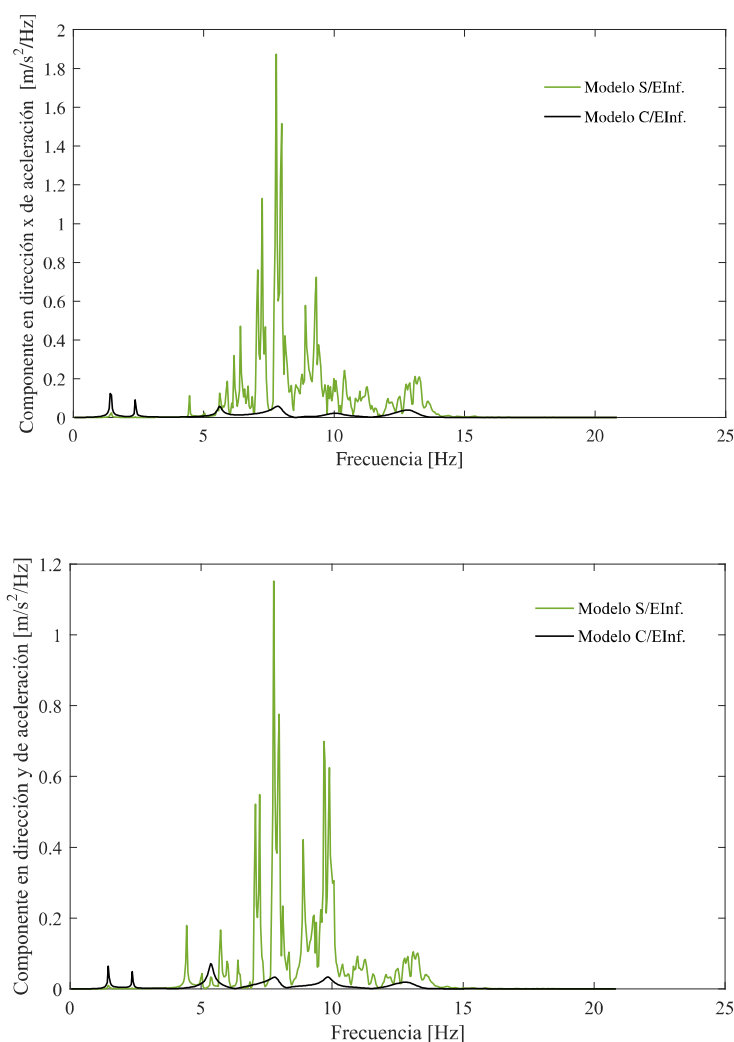 Componente en dirección x de aceleración [m/s²/Hz]
2
1.8
1.6
1.4
1.2
1
0.8
0.6
0.4
0.2
0
Modelo S/EInf.
Modelo C/EInf.
0 5 10 15 20 25
Frecuencia [Hz]
Componente en dirección y de aceleración [m/s²/Hz]
1.2
1
0.8
0.6
0.4
0.2
0
Modelo S/EInf.
Modelo C/EInf.
0 5 10 15 20 25
Frecuencia [Hz]